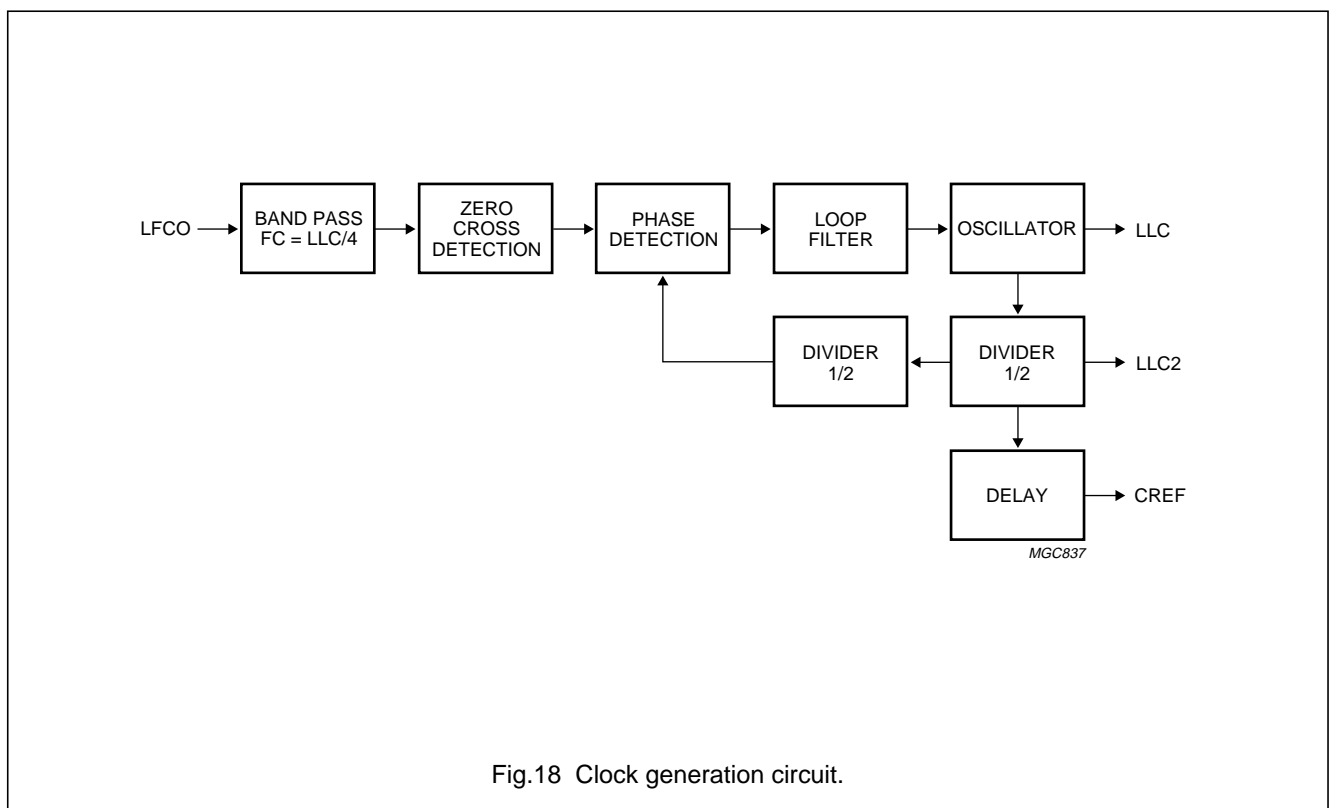 LFCO
BAND PASS
FC = LLC/4
ZERO
CROSS
DETECTION
PHASE
DETECTION
LOOP
FILTER
OSCILLATOR
LLC
DIVIDER
1/2
DIVIDER
1/2
LLC2
DELAY
CREF
MGC837
Fig.18 Clock generation circuit.